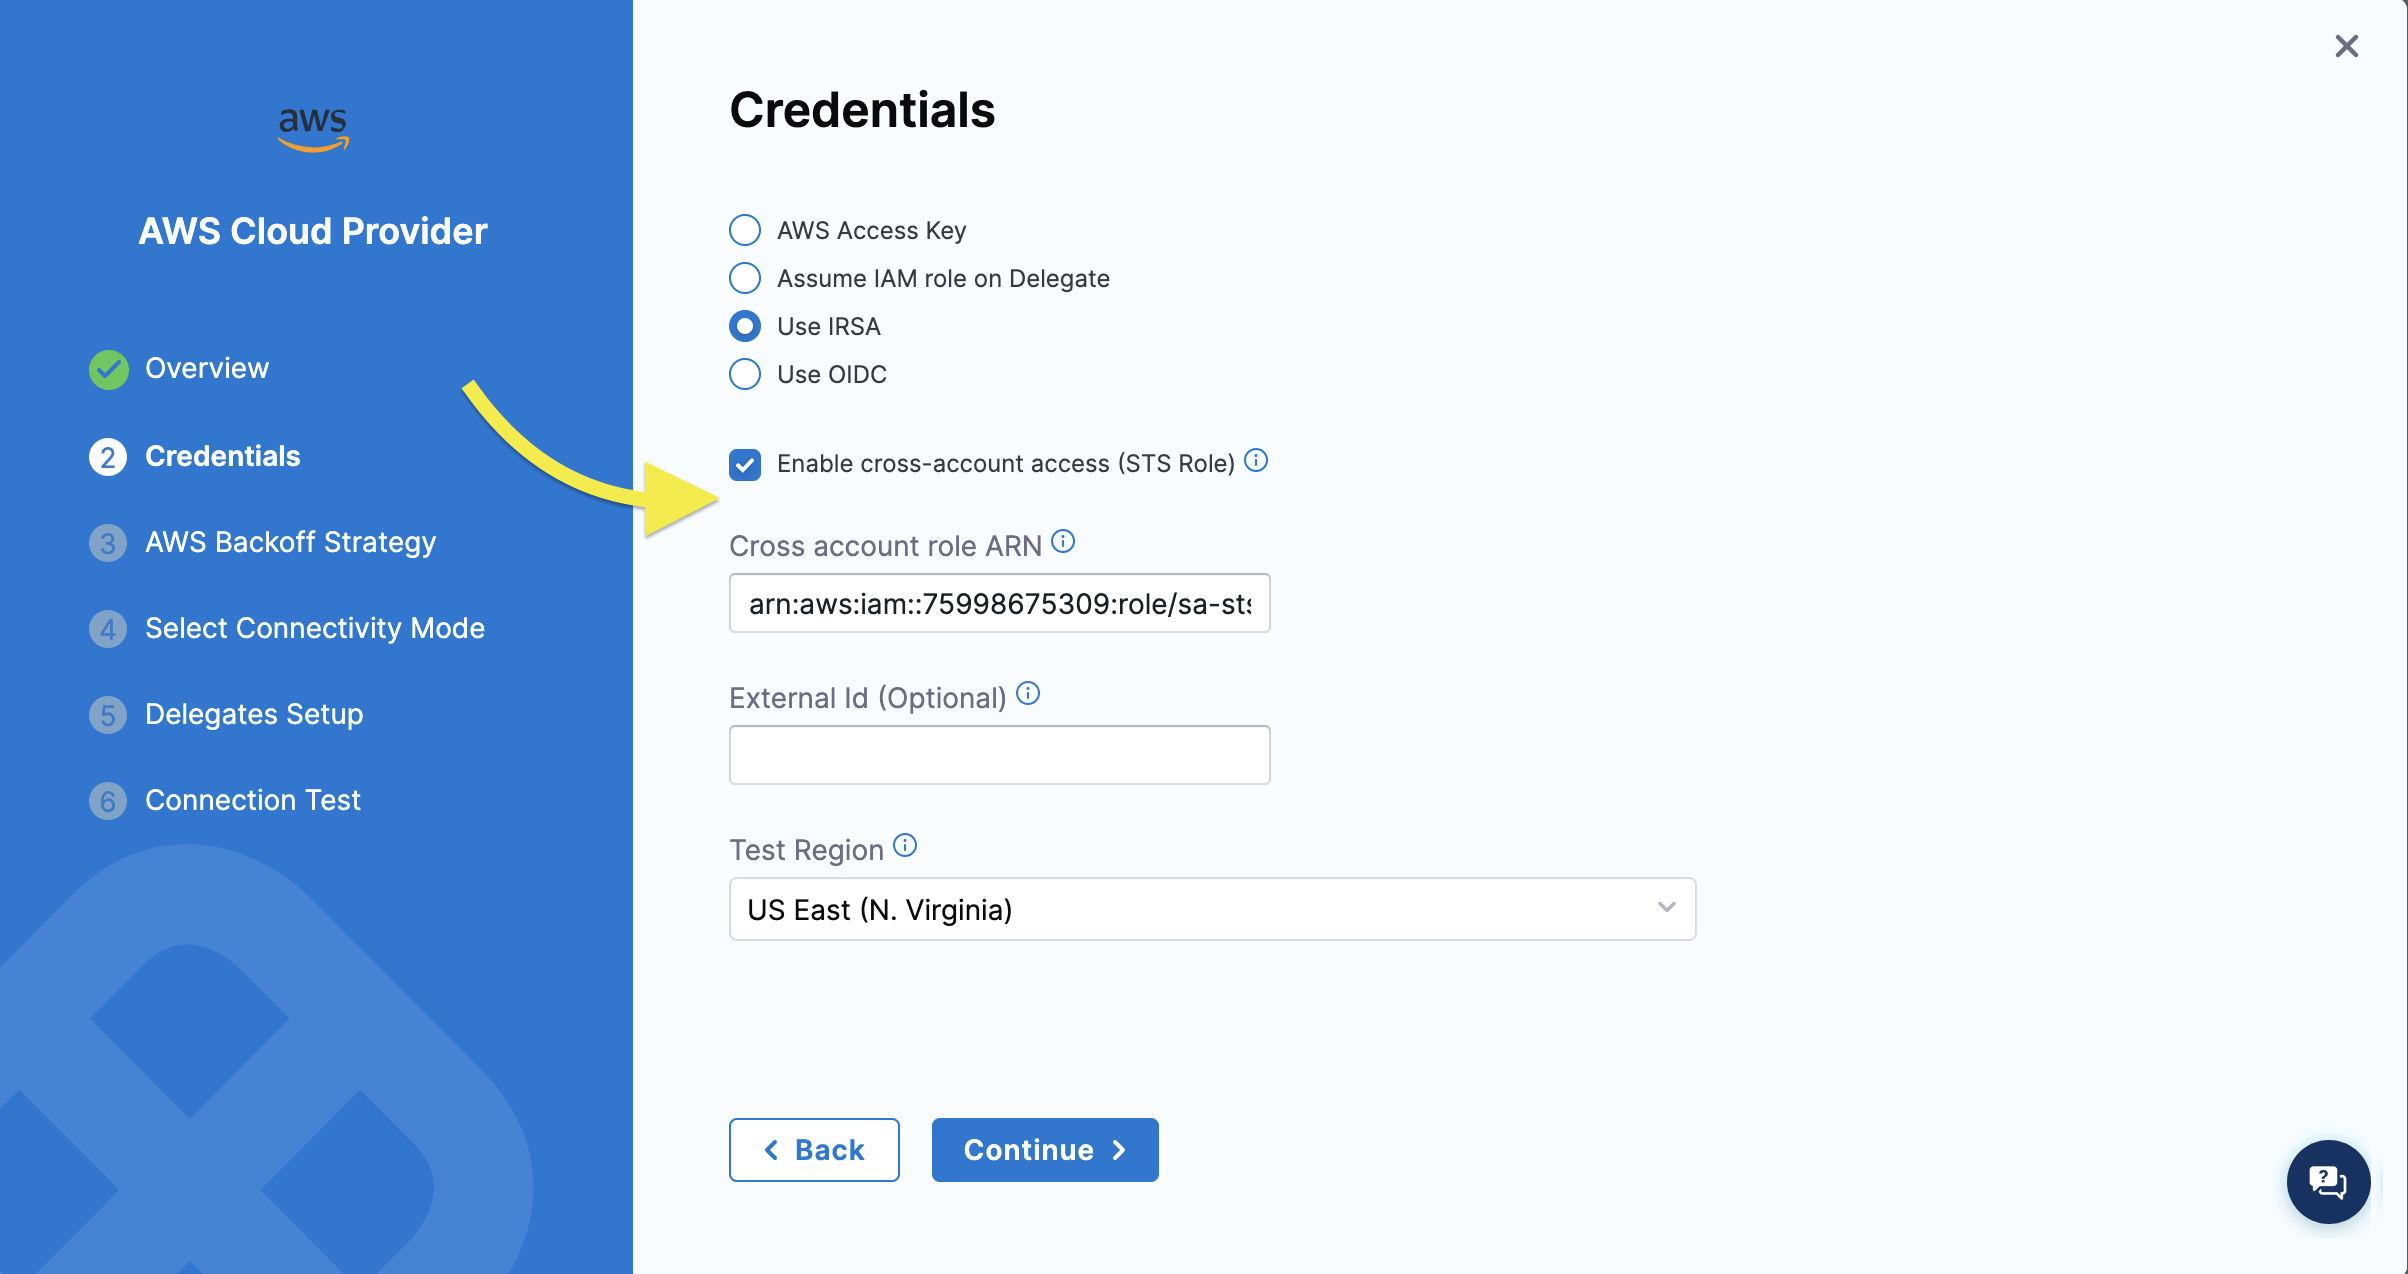 aws
AWS Cloud Provider
Overview
2 Credentials
3 AWS Backoff Strategy
4 Select Connectivity Mode
5 Delegates Setup
6 Connection Test
Credentials
AWS Access Key
Assume IAM role on Delegate
Use IRSA
Use OIDC
Enable cross-account access (STS Role)
Cross account role ARN
arn:aws:iam::75998675309:role/sa-sts
External Id (Optional)
Test Region
US East (N. Virginia)
Back
Continue